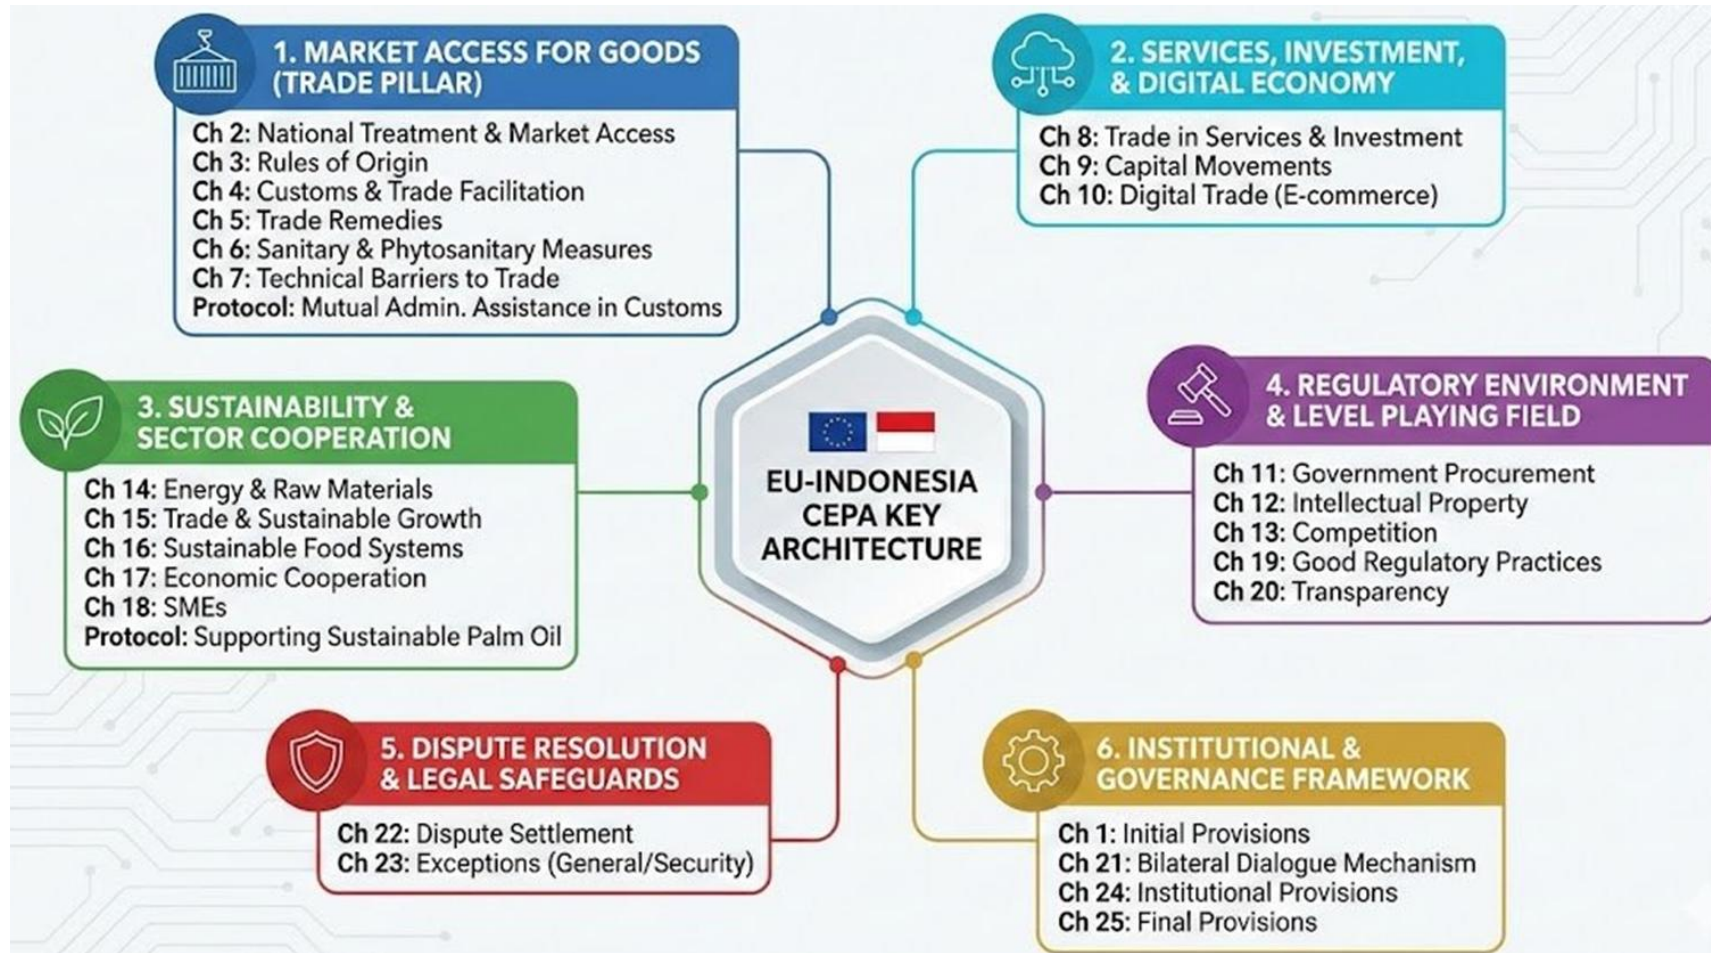 1. MARKET ACCESS FOR GOODS
(TRADE PILLAR)
Ch 2: National Treatment & Market Access
Ch 3: Rules of Origin
Ch 4: Customs & Trade Facilitation
Ch 5: Trade Remedies
Ch 6: Sanitary & Phytosanitary Measures
Ch 7: Technical Barriers to Trade
Protocol: Mutual Admin. Assistance in Customs
2. SERVICES, INVESTMENT,
& DIGITAL ECONOMY
Ch 8: Trade in Services & Investment
Ch 9: Capital Movements
Ch 10: Digital Trade (E-commerce)
3. SUSTAINABILITY &
SECTOR COOPERATION
Ch 14: Energy & Raw Materials
Ch 15: Trade & Sustainable Growth
Ch 16: Sustainable Food Systems
Ch 17: Economic Cooperation
Ch 18: SMEs
Protocol: Supporting Sustainable Palm Oil
EU-INDONESIA
CEPA KEY
ARCHITECTURE
4. REGULATORY ENVIRONMENT
& LEVEL PLAYING FIELD
Ch 11: Government Procurement
Ch 12: Intellectual Property
Ch 13: Competition
Ch 19: Good Regulatory Practices
Ch 20: Transparency
5. DISPUTE RESOLUTION
& LEGAL SAFEGUARDS
Ch 22: Dispute Settlement
Ch 23: Exceptions (General/Security)
6. INSTITUTIONAL &
GOVERNANCE FRAMEWORK
Ch 1: Initial Provisions
Ch 21: Bilateral Dialogue Mechanism
Ch 24: Institutional Provisions
Ch 25: Final Provisions